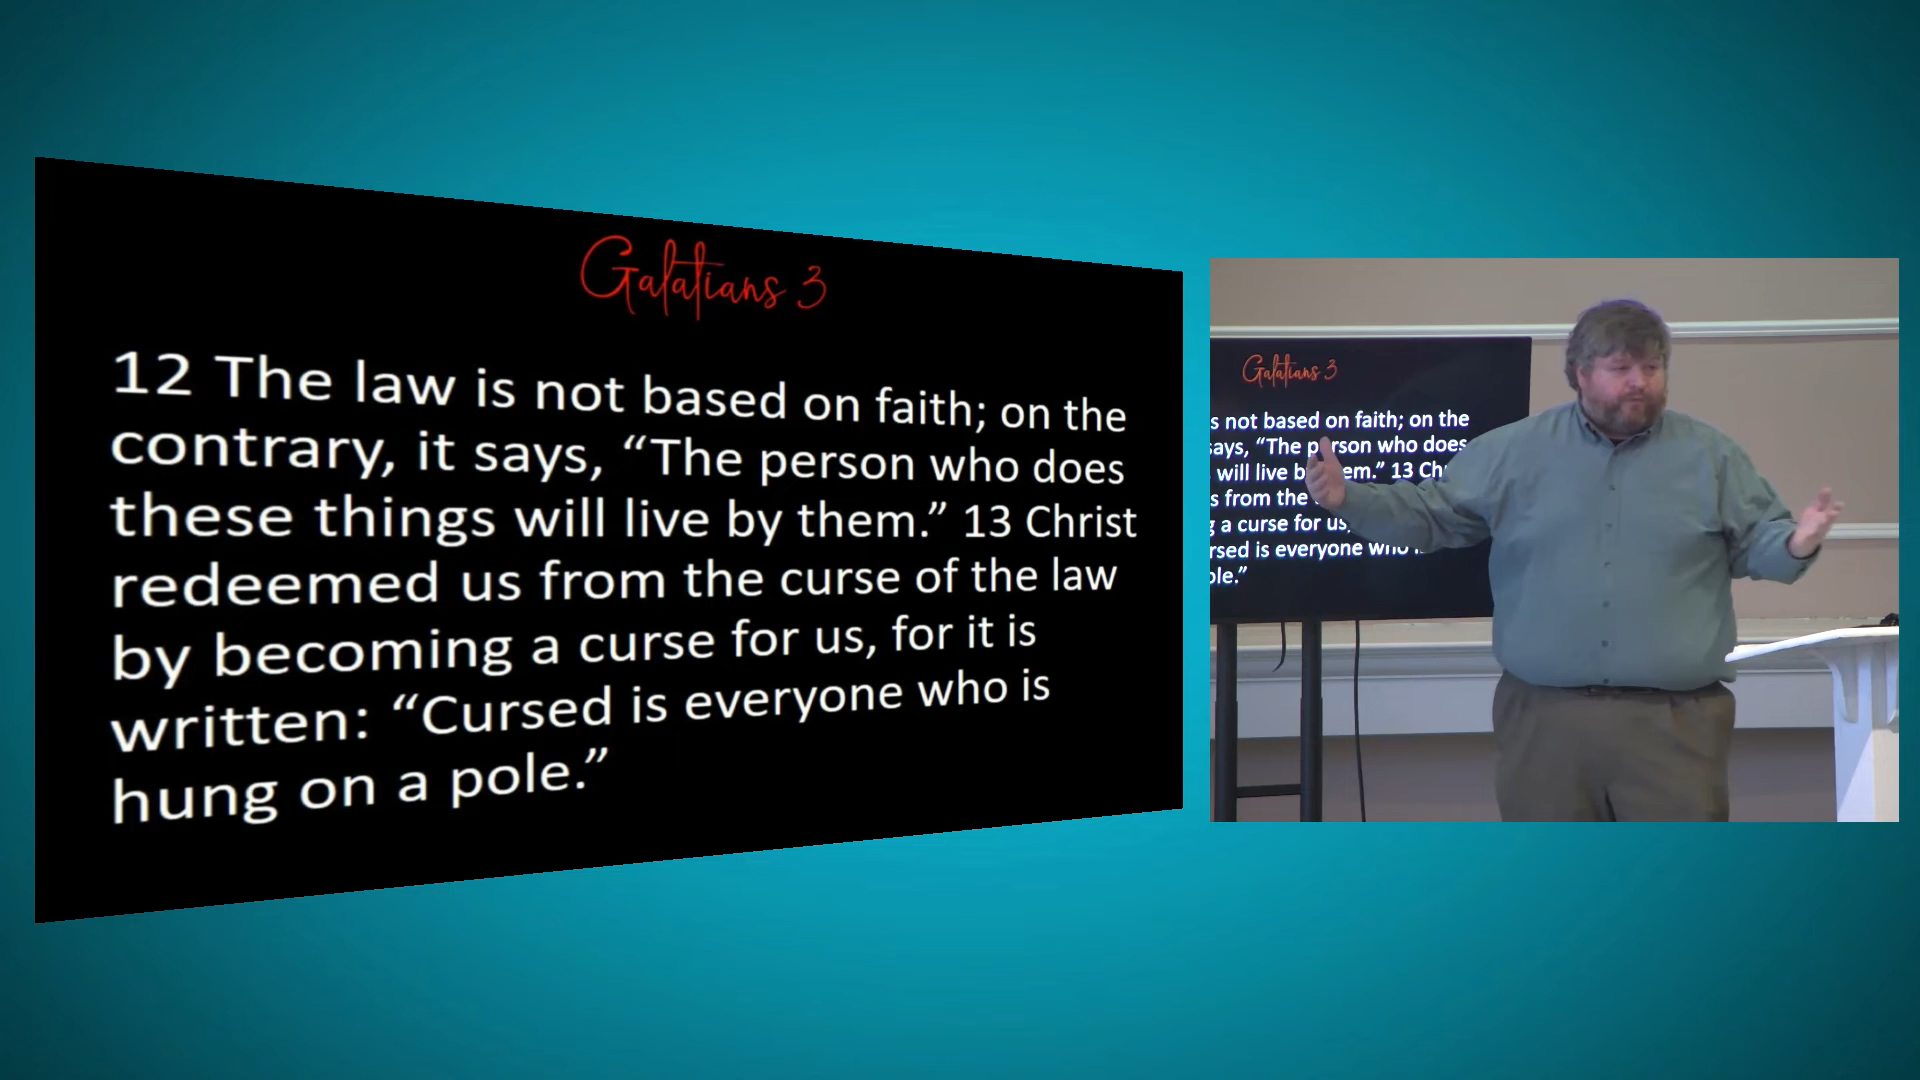 Galatians 3
12 The law is not based on faith; on the
contrary, it says, “The person who does
these things will live by them.” 13 Christ
redeemed us from the curse of the law
by becoming a curse for us, for it is
written: “Cursed is everyone who is
hung on a pole.”
Galatians 3
s not based on faith; on the
says, “The person who does
will live by them.” 13 Ch
s from the
g a curse for us,
rsed is everyone who
ole.”